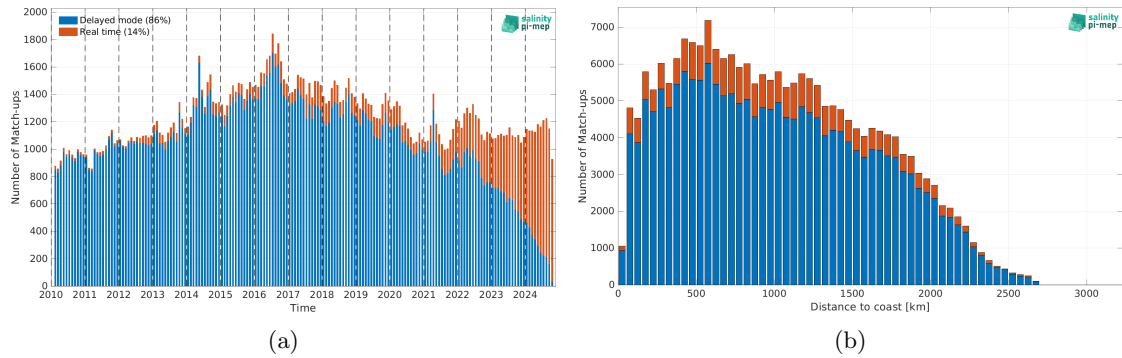 Delayed mode (86%)
Real time (14%)
salinity
pi-mep
Number of Match-ups
2000
1800
1600
1400
1200
1000
800
600
400
200
0
2010 2011 2012 2013 2014 2015 2016 2017 2018 2019 2020 2021 2022 2023 2024
Time
(a)
salinity
pi-mep
Number of Match-ups
7000
6000
5000
4000
3000
2000
1000
0
0 500 1000 1500 2000 2500 3000
Distance to coast [km]
(b)